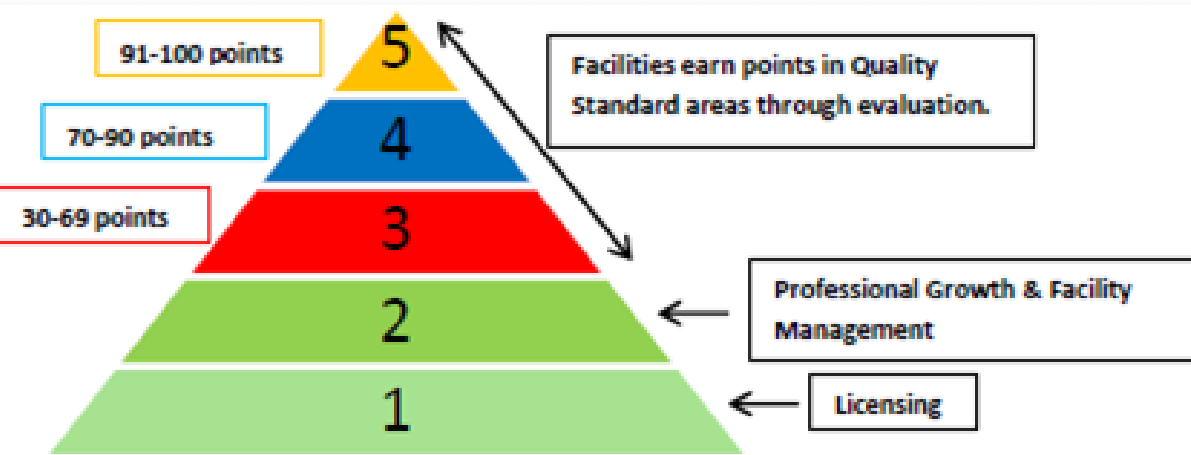 91-100 points
5
Facilities earn points in Quality
Standard areas through evaluation.
70-90 points
4
30-69 points
3
2
Professional Growth & Facility
Management
1
Licensing